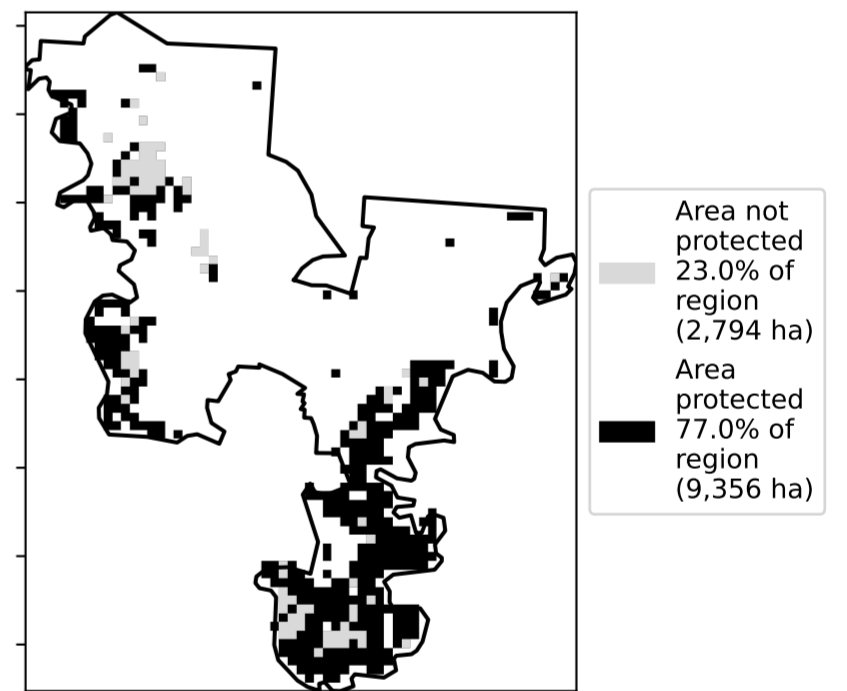 Area not
protected
23.0% of
region
(2,794 ha)
Area
protected
77.0% of
region
(9,356 ha)